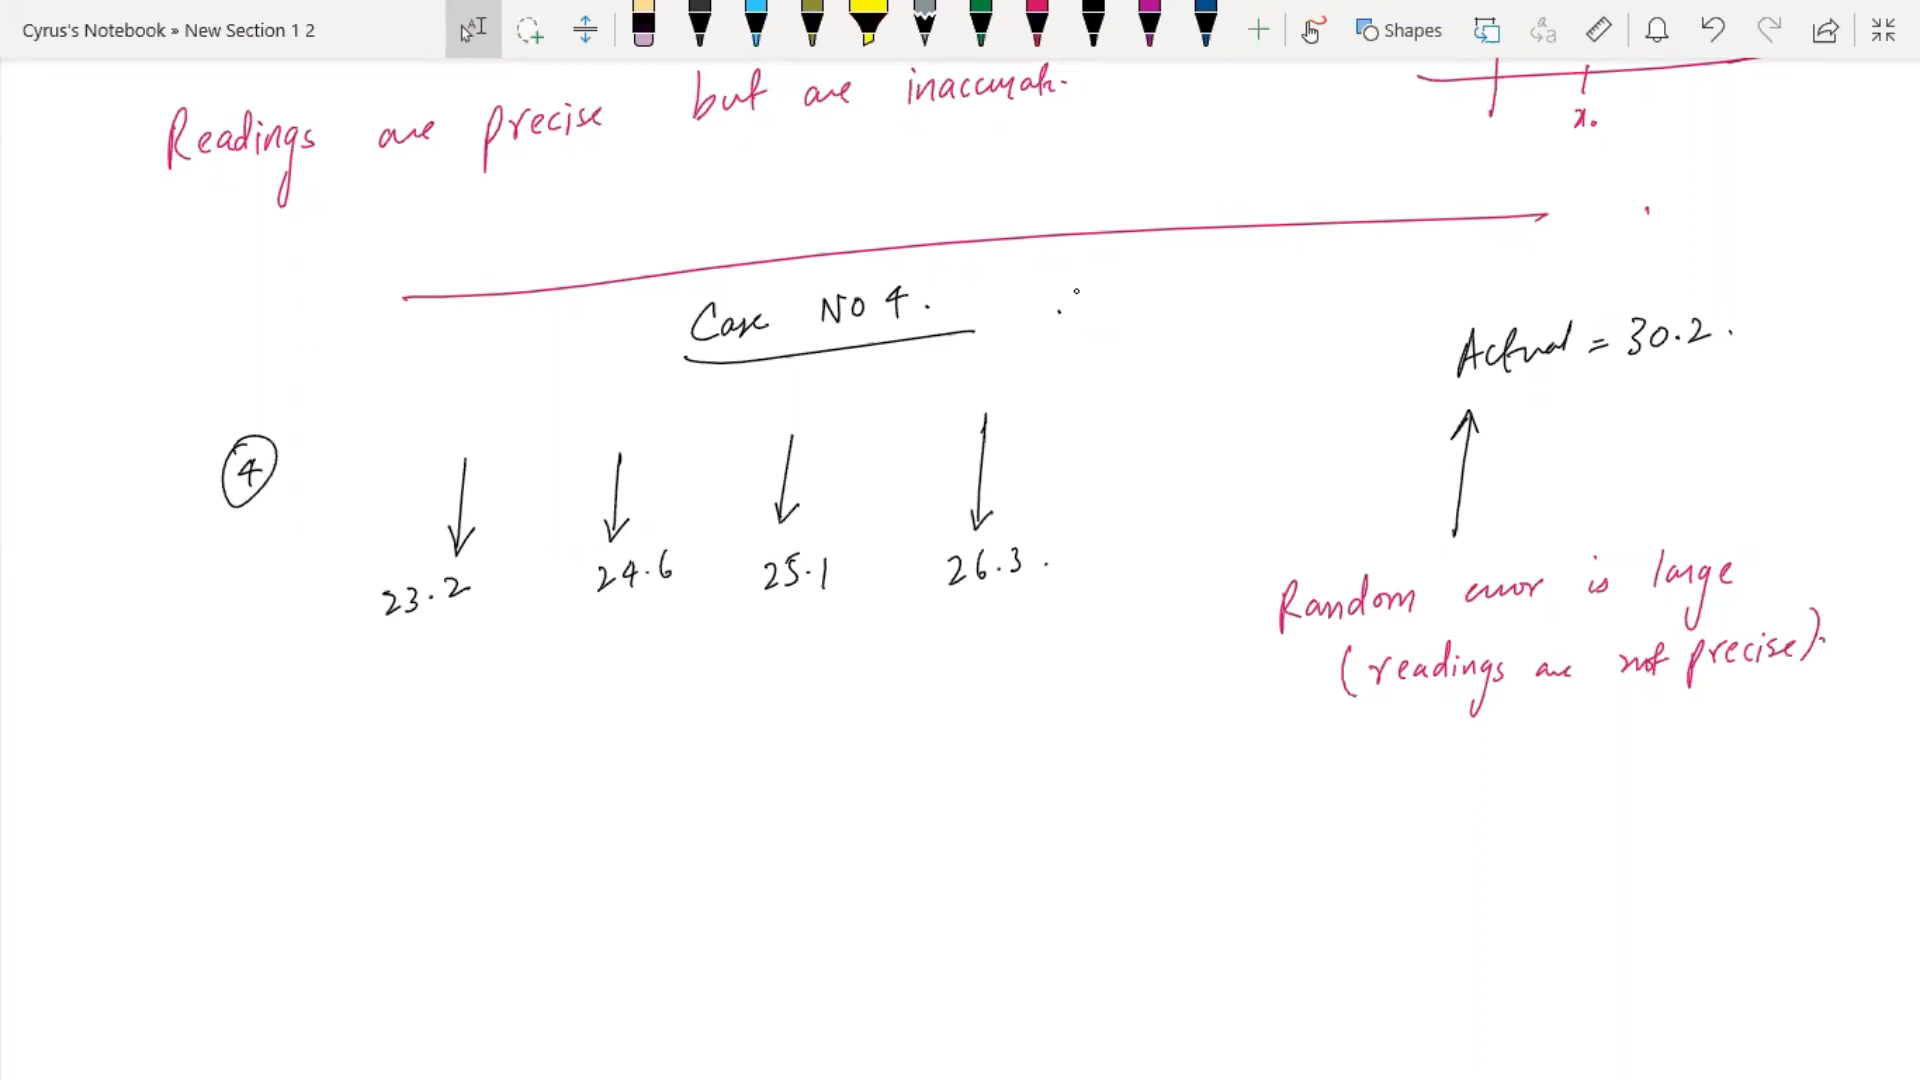 Cyrus's Notebook » New Section 1 2
Shapes
Readings are precise but are inaccurate.
x₀
Case No 4.
Actual = 30.2.
4
23.2 24.6 25.1 26.3.
Random error is large
(readings are not precise).